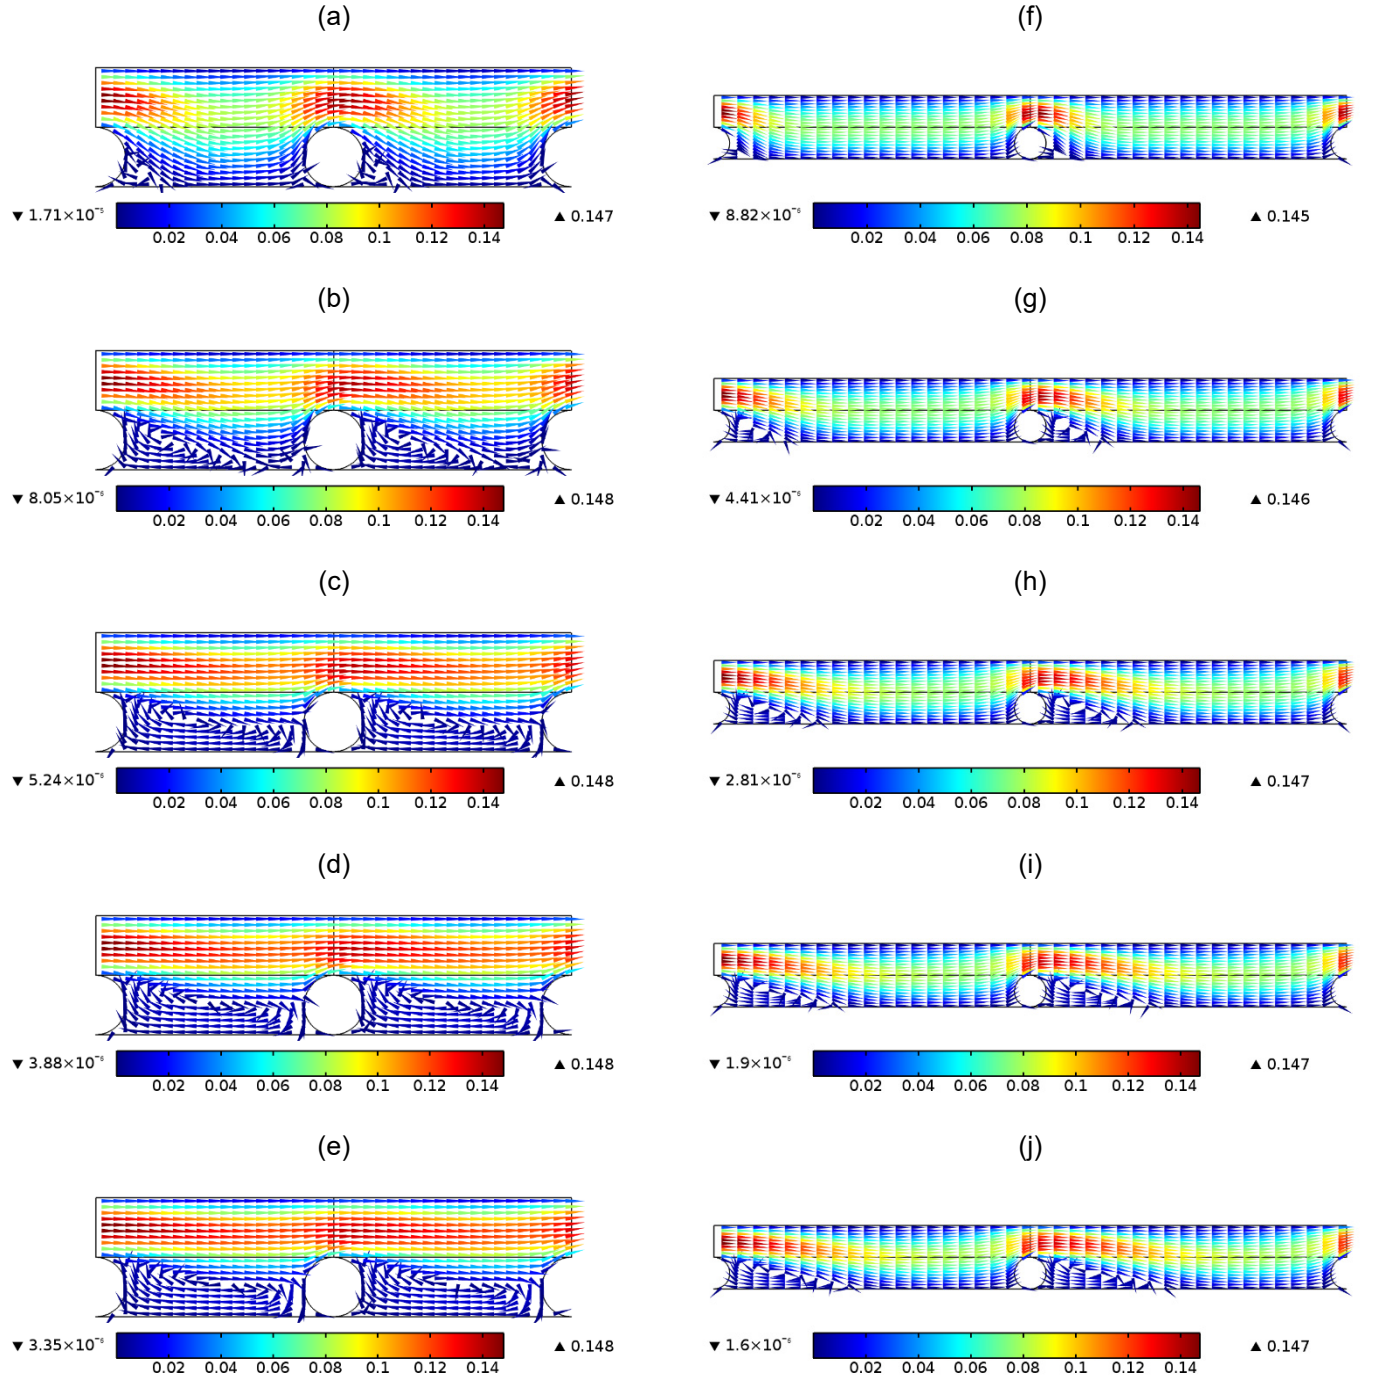 (a)
(f)
▼ 1.71×10⁻⁵ ▲ 0.147
0.02 0.04 0.06 0.08 0.1 0.12 0.14
▼ 8.82×10⁻⁶ ▲ 0.145
0.02 0.04 0.06 0.08 0.1 0.12 0.14
(b)
(g)
▼ 8.05×10⁻⁶ ▲ 0.148
0.02 0.04 0.06 0.08 0.1 0.12 0.14
▼ 4.41×10⁻⁶ ▲ 0.146
0.02 0.04 0.06 0.08 0.1 0.12 0.14
(c)
(h)
▼ 5.24×10⁻⁶ ▲ 0.148
0.02 0.04 0.06 0.08 0.1 0.12 0.14
▼ 2.81×10⁻⁶ ▲ 0.147
0.02 0.04 0.06 0.08 0.1 0.12 0.14
(d)
(i)
▼ 3.88×10⁻⁶ ▲ 0.148
0.02 0.04 0.06 0.08 0.1 0.12 0.14
▼ 1.9×10⁻⁶ ▲ 0.147
0.02 0.04 0.06 0.08 0.1 0.12 0.14
(e)
(j)
▼ 3.35×10⁻⁶ ▲ 0.148
0.02 0.04 0.06 0.08 0.1 0.12 0.14
▼ 1.6×10⁻⁶ ▲ 0.147
0.02 0.04 0.06 0.08 0.1 0.12 0.14